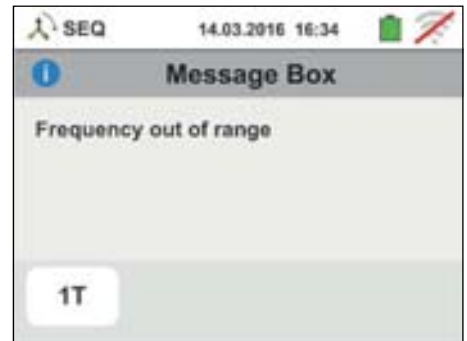 SEQ 14.03.2016 16:34
Message Box
Frequency out of range
1T